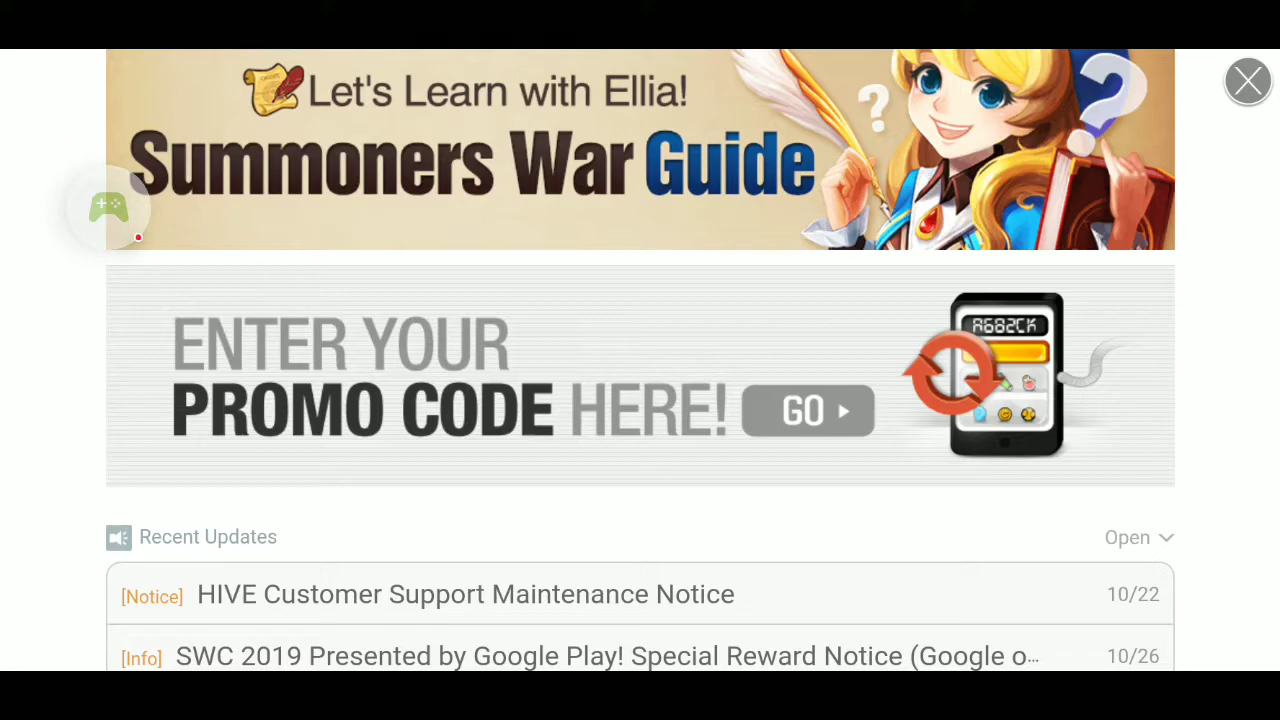 Let's Learn with Ellia!
Summoners War Guide
ENTER YOUR
PROMO CODE HERE! GO
A682CK
Recent Updates
Open
[Notice] HIVE Customer Support Maintenance Notice 10/22
[Info] SWC 2019 Presented by Google Play! Special Reward Notice (Google o... 10/26